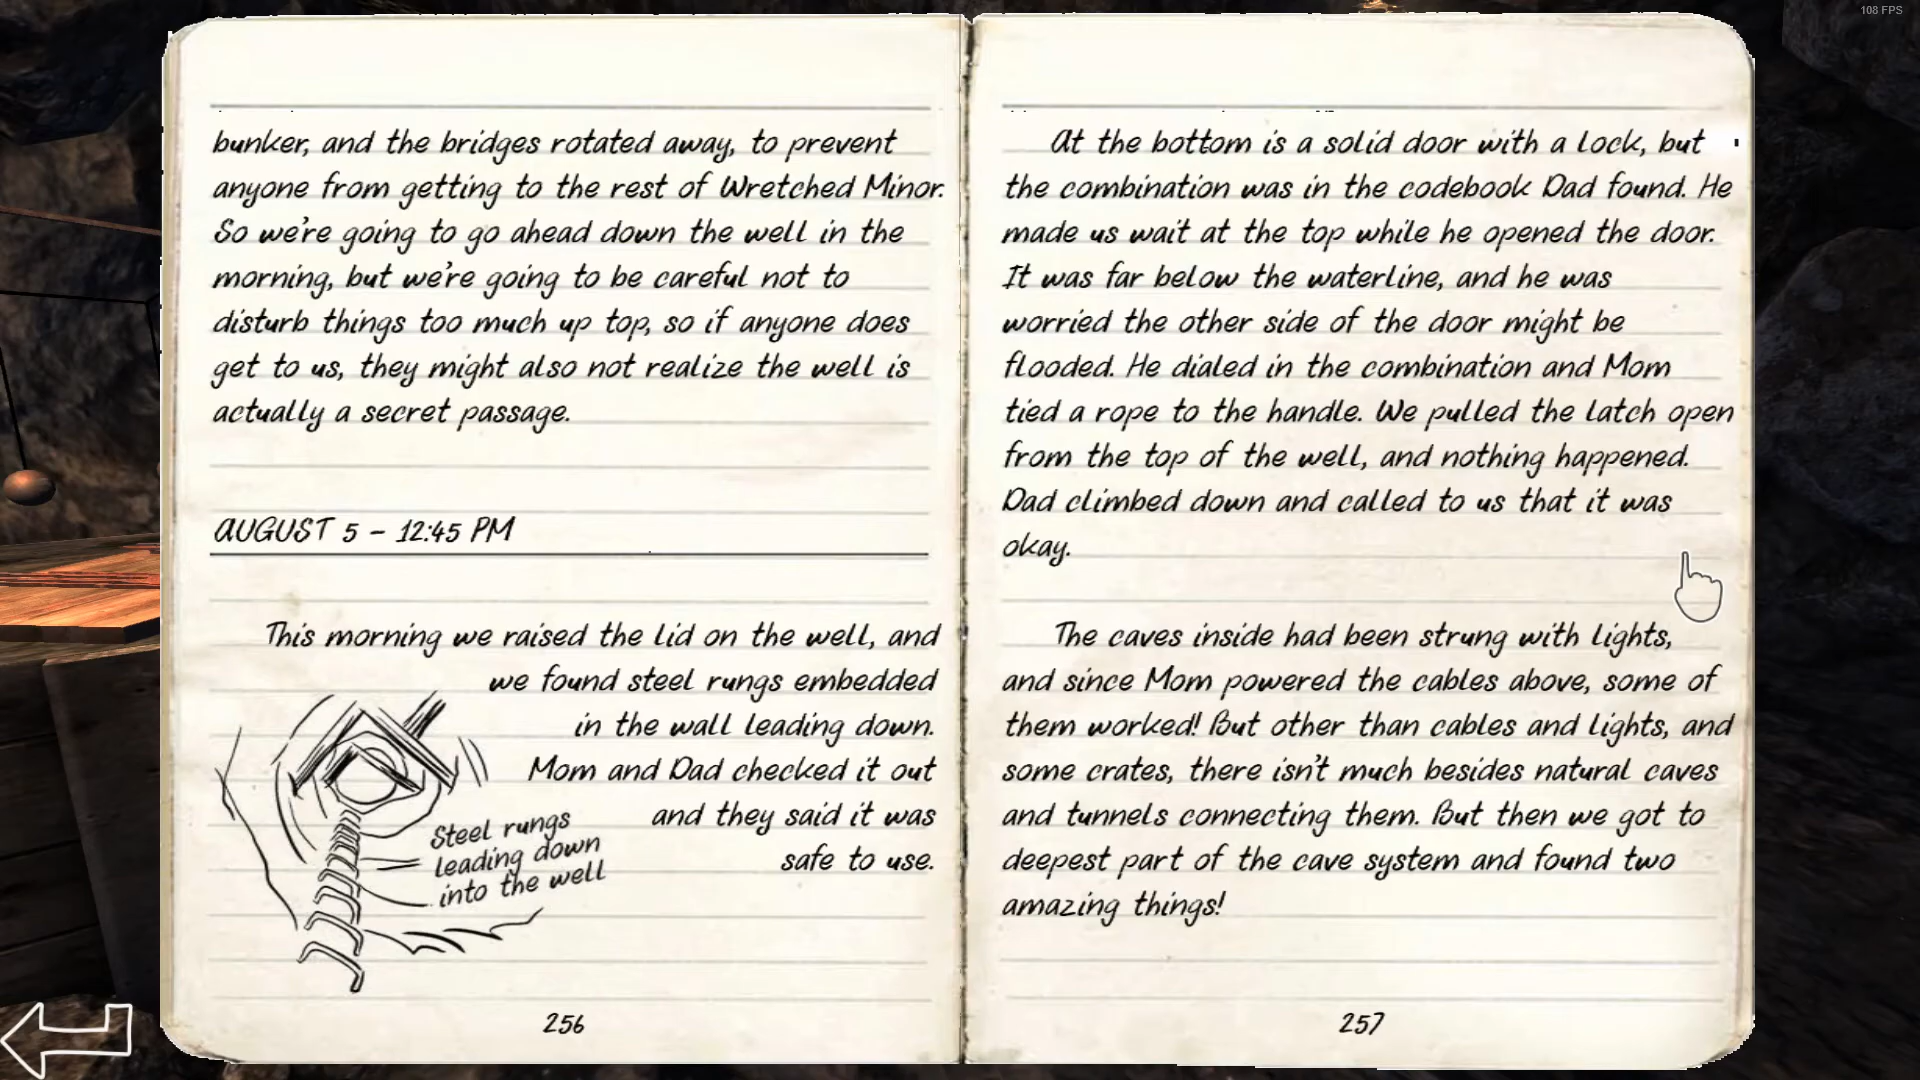 108 FPS
bunker, and the bridges rotated away, to prevent
anyone from getting to the rest of Wretched Minor.
So we're going to go ahead down the well in the
morning, but we're going to be careful not to
disturb things too much up top, so if anyone does
get to us, they might also not realize the well is
actually a secret passage.
AUGUST 5 - 12:45 PM
This morning we raised the lid on the well, and
we found steel rungs embedded
in the wall leading down.
Mom and Dad checked it out
and they said it was
safe to use.
Steel rungs
leading down
into the well
256
At the bottom is a solid door with a lock, but
the combination was in the codebook Dad found. He
made us wait at the top while he opened the door.
It was far below the waterline, and he was
worried the other side of the door might be
flooded. He dialed in the combination and Mom
tied a rope to the handle. We pulled the latch open
from the top of the well, and nothing happened.
Dad climbed down and called to us that it was
okay.
The caves inside had been strung with lights,
and since Mom powered the cables above, some of
them worked! But other than cables and lights, and
some crates, there isn't much besides natural caves
and tunnels connecting them. But then we got to
deepest part of the cave system and found two
amazing things!
257